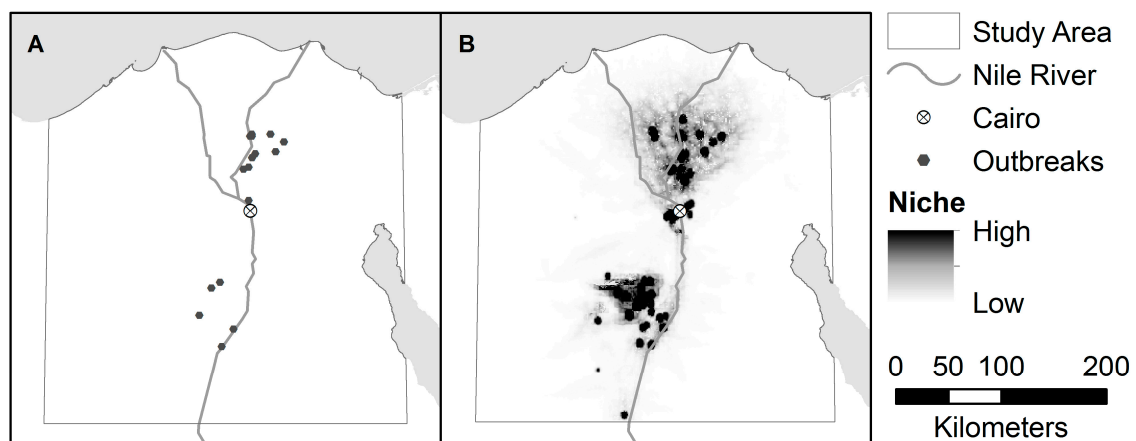 A
B
Study Area
Nile River
Cairo
Outbreaks
Niche
High
Low
0 50 100 200
Kilometers